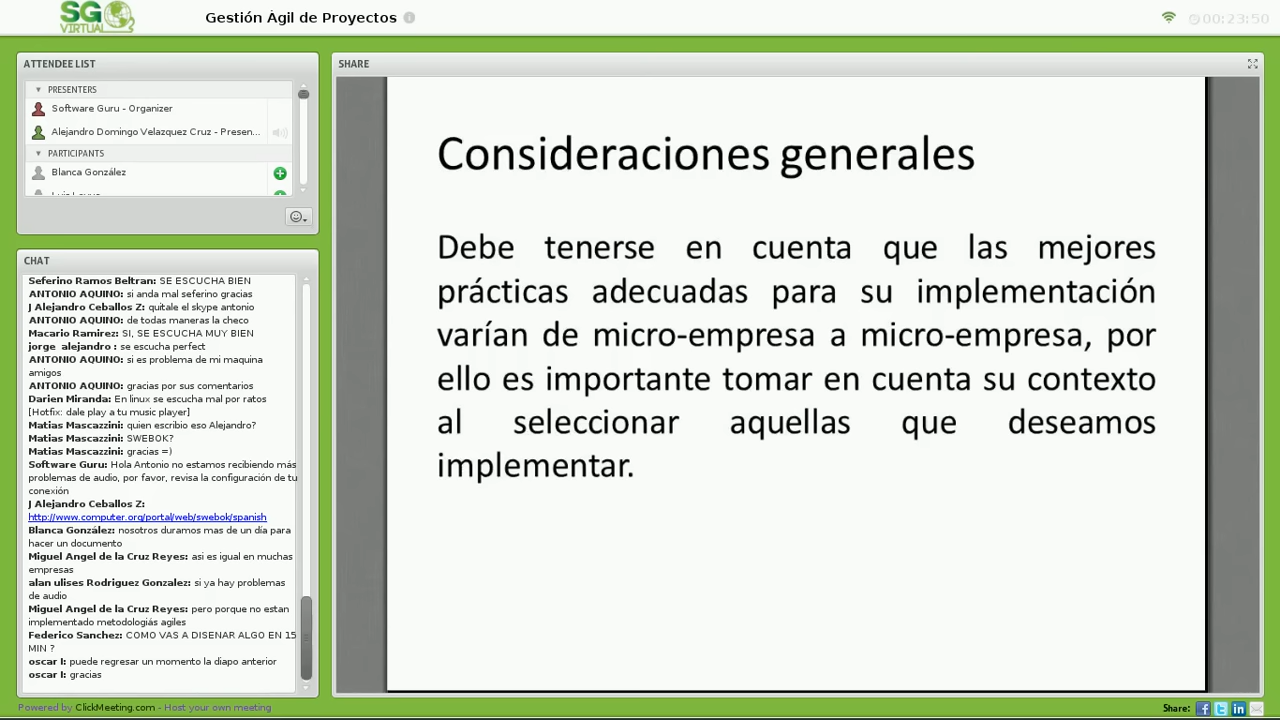 SG
VIRTUAL
Gestión Ágil de Proyectos
00:23:50
ATTENDEE LIST
PRESENTERS
Software Guru - Organizer
Alejandro Domingo Velazquez Cruz - Presen...
PARTICIPANTS
Blanca González
CHAT
Seferino Ramos Beltran: SE ESCUCHA BIEN
ANTONIO AQUINO: si anda mal seferino gracias
J Alejandro Ceballos Z: quitale el skype antonio
ANTONIO AQUINO: de todas maneras la checo
Macario Ramirez: SI, SE ESCUCHA MUY BIEN
jorge alejandro : se escucha perfect
ANTONIO AQUINO: si es problema de mi maquina
amigos
ANTONIO AQUINO: gracias por sus comentarios
Darien Miranda: En linux se escucha mal por ratos
[Hotfix: dale play a tu music player]
Matias Mascazzini: quien escribio eso Alejandro?
Matias Mascazzini: SWEBOK?
Matias Mascazzini: gracias =)
Software Guru: Hola Antonio no estamos recibiendo más
problemas de audio, por favor, revisa la configuración de tu
conexión
J Alejandro Ceballos Z:
http://www.computer.org/portal/web/swebok/spanish
Blanca González: nosotros duramos mas de un día para
hacer un documento
Miguel Angel de la Cruz Reyes: asi es igual en muchas
empresas
alan ulises Rodriguez Gonzalez: si ya hay problemas
de audio
Miguel Angel de la Cruz Reyes: pero porque no estan
implementado metodologiás agiles
Federico Sanchez: COMO VAS A DISENAR ALGO EN 15
MIN ?
oscar l: puede regresar un momento la diapo anterior
oscar l: gracias
SHARE
Consideraciones generales
Debe tenerse en cuenta que las mejores
prácticas adecuadas para su implementación
varían de micro-empresa a micro-empresa, por
ello es importante tomar en cuenta su contexto
al seleccionar aquellas que deseamos
implementar.
Powered by ClickMeeting.com - Host your own meeting
Share: